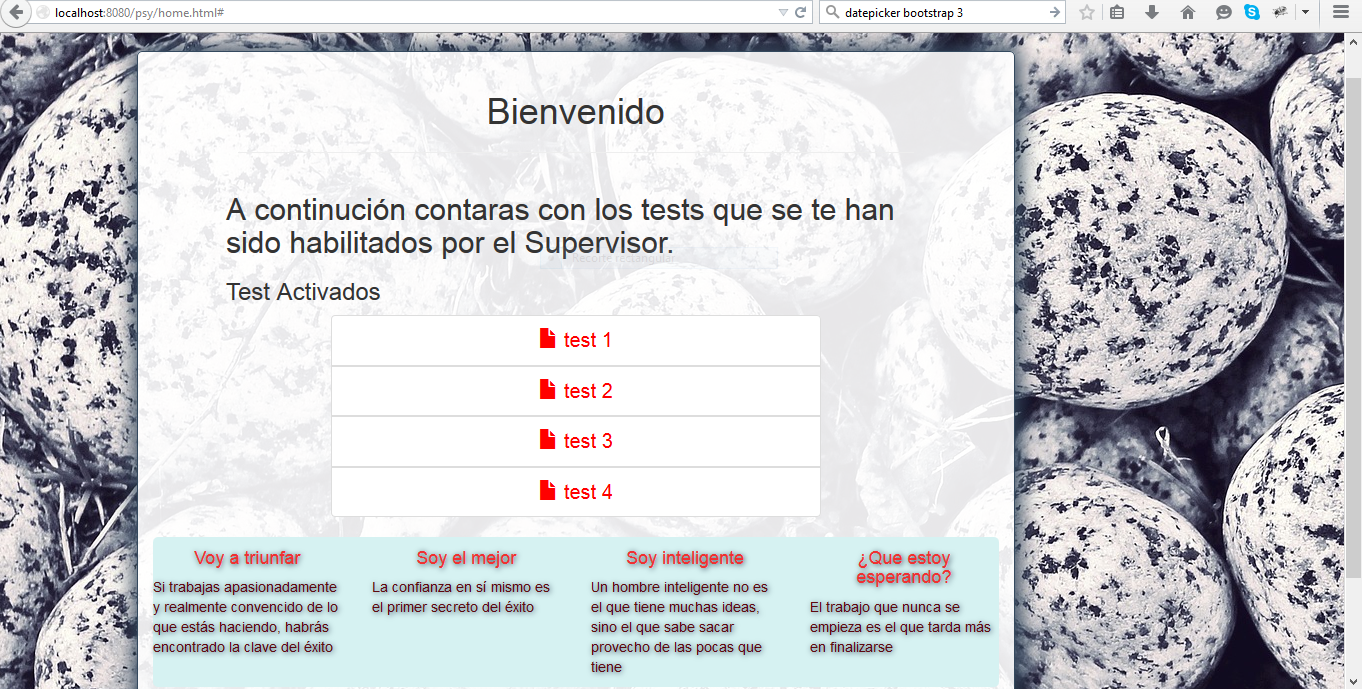 localhost:8080/psy/home.html#
datepicker bootstrap 3
Bienvenido
A continución contaras con los tests que se te han
sido habilitados por el Supervisor.
Recorte rectangular
Test Activados
test 1
test 2
test 3
test 4
Voy a triunfar
Si trabajas apasionadamente
y realmente convencido de lo
que estás haciendo, habrás
encontrado la clave del éxito
Soy el mejor
La confianza en sí mismo es
el primer secreto del éxito
Soy inteligente
Un hombre inteligente no es
el que tiene muchas ideas,
sino el que sabe sacar
provecho de las pocas que
tiene
¿Que estoy
esperando?
El trabajo que nunca se
empieza es el que tarda más
en finalizarse